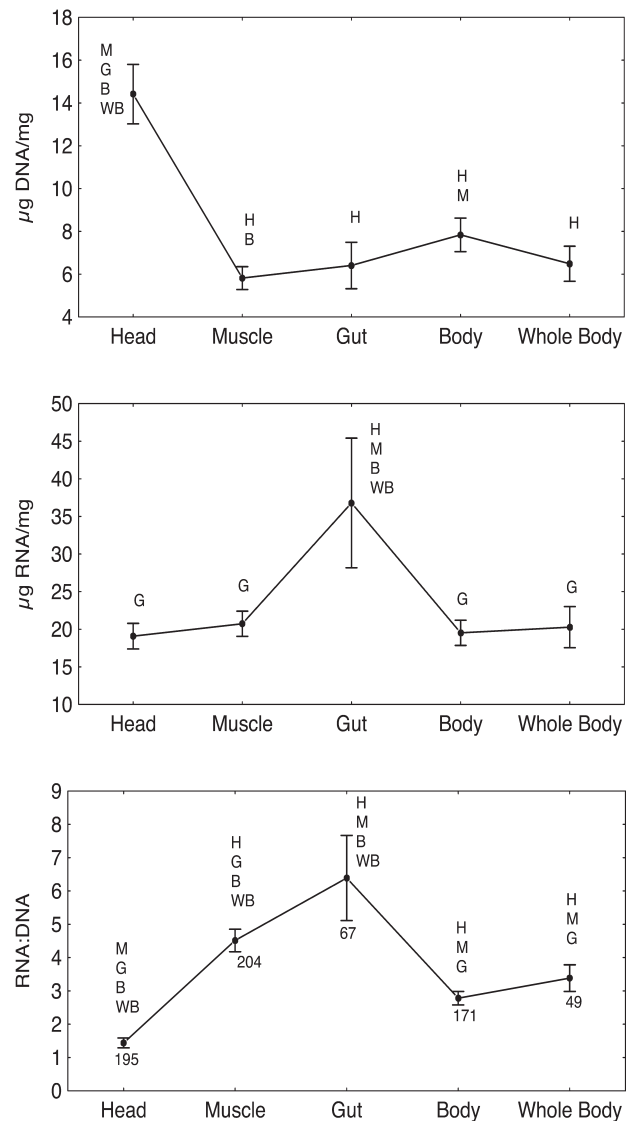 18
16
14
12
10
8
6
4
µg DNA/mg
M
G
B
WB
H
B
H
H
M
H
Head Muscle Gut Body Whole Body
50
45
40
35
30
25
20
15
10
µg RNA/mg
G
G
H
M
B
WB
G
G
Head Muscle Gut Body Whole Body
9
8
7
6
5
4
3
2
1
0
RNA:DNA
M
G
B
WB
195
H
G
B
WB
204
H
M
B
WB
67
H
M
G
171
H
M
G
49
Head Muscle Gut Body Whole Body